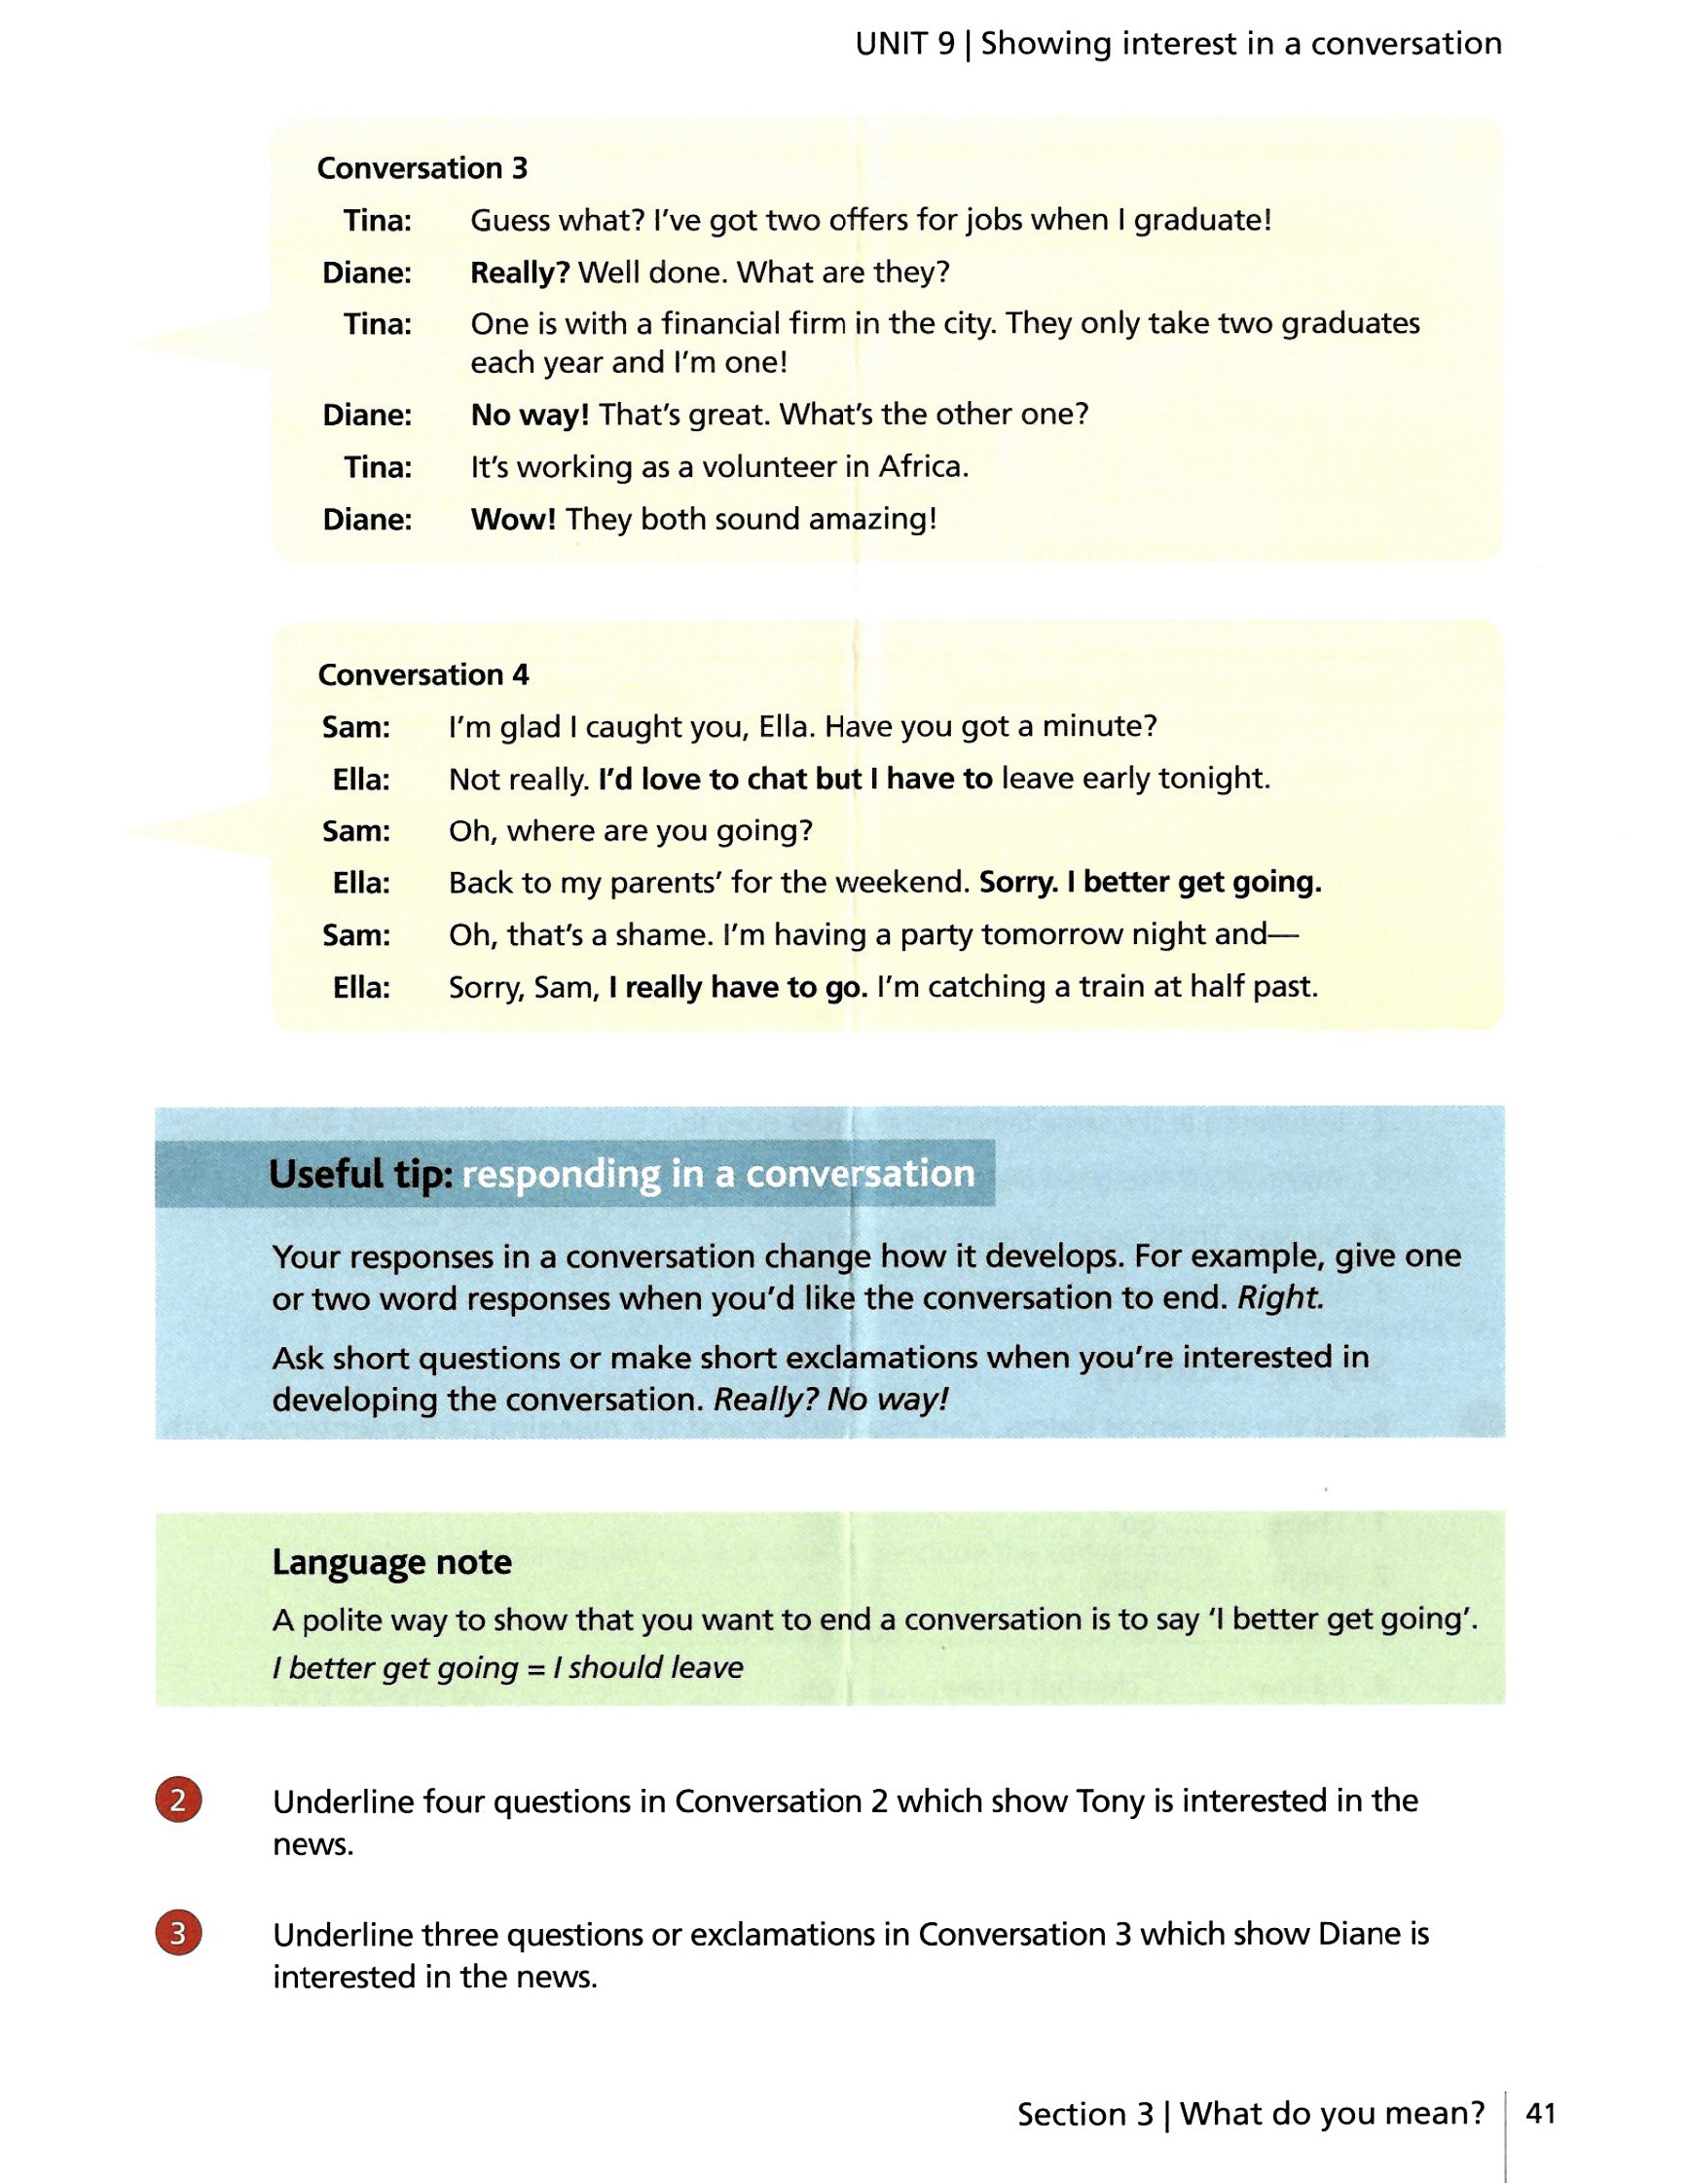 UNIT 9 | Showing interest in a conversation
Conversation 3
Tina: Guess what? I've got two offers for jobs when I graduate!
Diane: Really? Well done. What are they?
Tina: One is with a financial firm in the city. They only take two graduates
each year and I'm one!
Diane: No way! That's great. What's the other one?
Tina: It's working as a volunteer in Africa.
Diane: Wow! They both sound amazing!
Conversation 4
Sam: I'm glad I caught you, Ella. Have you got a minute?
Ella: Not really. I'd love to chat but I have to leave early tonight.
Sam: Oh, where are you going?
Ella: Back to my parents' for the weekend. Sorry. I better get going.
Sam: Oh, that's a shame. I'm having a party tomorrow night and—
Ella: Sorry, Sam, I really have to go. I'm catching a train at half past.
Useful tip: responding in a conversation
Your responses in a conversation change how it develops. For example, give one
or two word responses when you'd like the conversation to end. Right.
Ask short questions or make short exclamations when you're interested in
developing the conversation. Really? No way!
Language note
A polite way to show that you want to end a conversation is to say 'I better get going'.
I better get going = I should leave
2 Underline four questions in Conversation 2 which show Tony is interested in the
news.
3 Underline three questions or exclamations in Conversation 3 which show Diane is
interested in the news.
Section 3 | What do you mean? 41